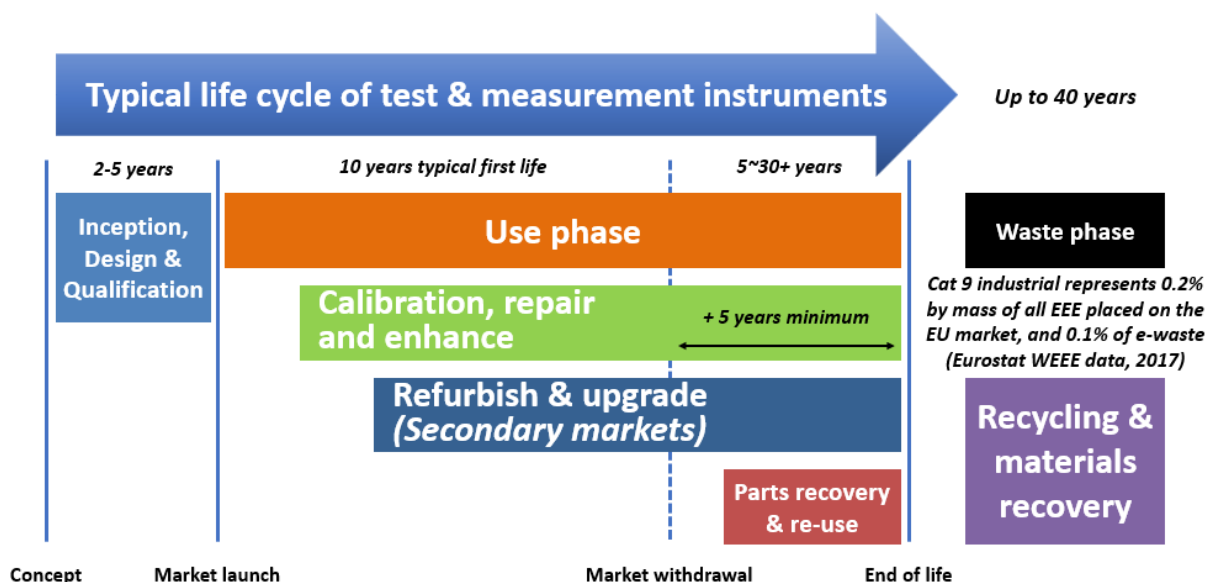 Typical life cycle of test & measurement instruments
Up to 40 years
2-5 years
10 years typical first life
5~30+ years
Inception,
Design &
Qualification
Use phase
Waste phase
Cat 9 industrial represents 0.2%
by mass of all EEE placed on the
EU market, and 0.1% of e-waste
(Eurostat WEEE data, 2017)
Calibration, repair
and enhance
+ 5 years minimum
Refurbish & upgrade
(Secondary markets)
Recycling &
materials
recovery
Parts recovery
& re-use
Concept
Market launch
Market withdrawal
End of life